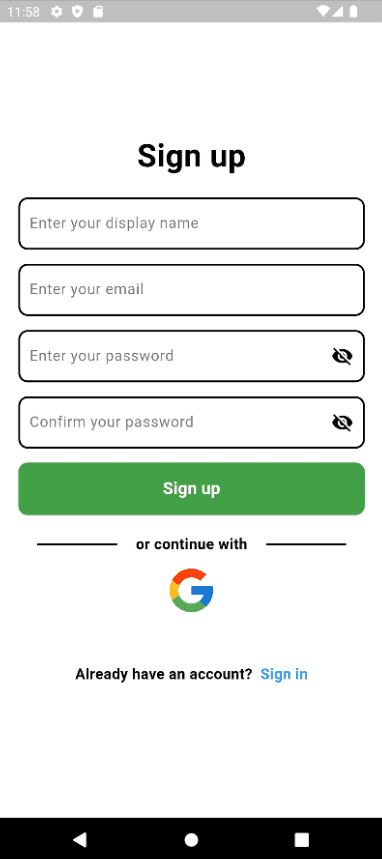 11:58
Sign up
Enter your display name
Enter your email
Enter your password
Confirm your password
Sign up
or continue with
Already have an account? Sign in